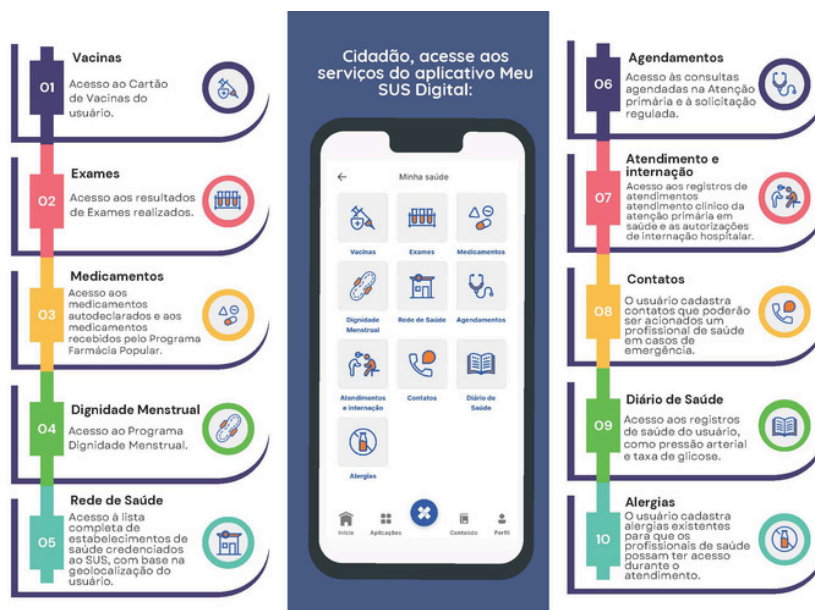 01
Vacinas
Acesso ao Cartão
de Vacinas do
usuário.
02
Exames
Acesso aos resultados
de Exames realizados.
03
Medicamentos
Acesso aos
medicamentos
autodeclarados e aos
medicamentos
recebidos pelo Programa
Farmácia Popular.
04
Dignidade Menstrual
Acesso ao Programa
Dignidade Menstrual.
05
Rede de Saúde
Acesso à lista
completa de
estabelecimentos de
saúde credenciados
ao SUS, com base na
geolocalização do
usuário.
Cidadão, acesse aos
serviços do aplicativo Meu
SUS Digital:
Minha saúde
Vacinas
Exames
Medicamentos
Dignidade
Menstrual
Rede de Saúde
Agendamentos
Atendimentos
e internação
Contatos
Diário de
Saúde
Alergias
Início
Aplicações
Conteúdo
Perfil
06
Agendamentos
Acesso às consultas
agendadas na Atenção
primária e à solicitação
regulada.
07
Atendimento e
internação
Acesso aos registros de
atendimentos
atendimento clínico da
atenção primária em
saúde e as autorizações
de internação hospitalar.
08
Contatos
O usuário cadastra
contatos que poderão
ser acionados um
profissional de saúde
em casos de
emergência.
09
Diário de Saúde
Acesso aos registros
de saúde do usuário,
como pressão arterial
e taxa de glicose.
10
Alergias
O usuário cadastra
alergias existentes
para que os
profissionais de saúde
possam ter acesso
durante o
atendimento.